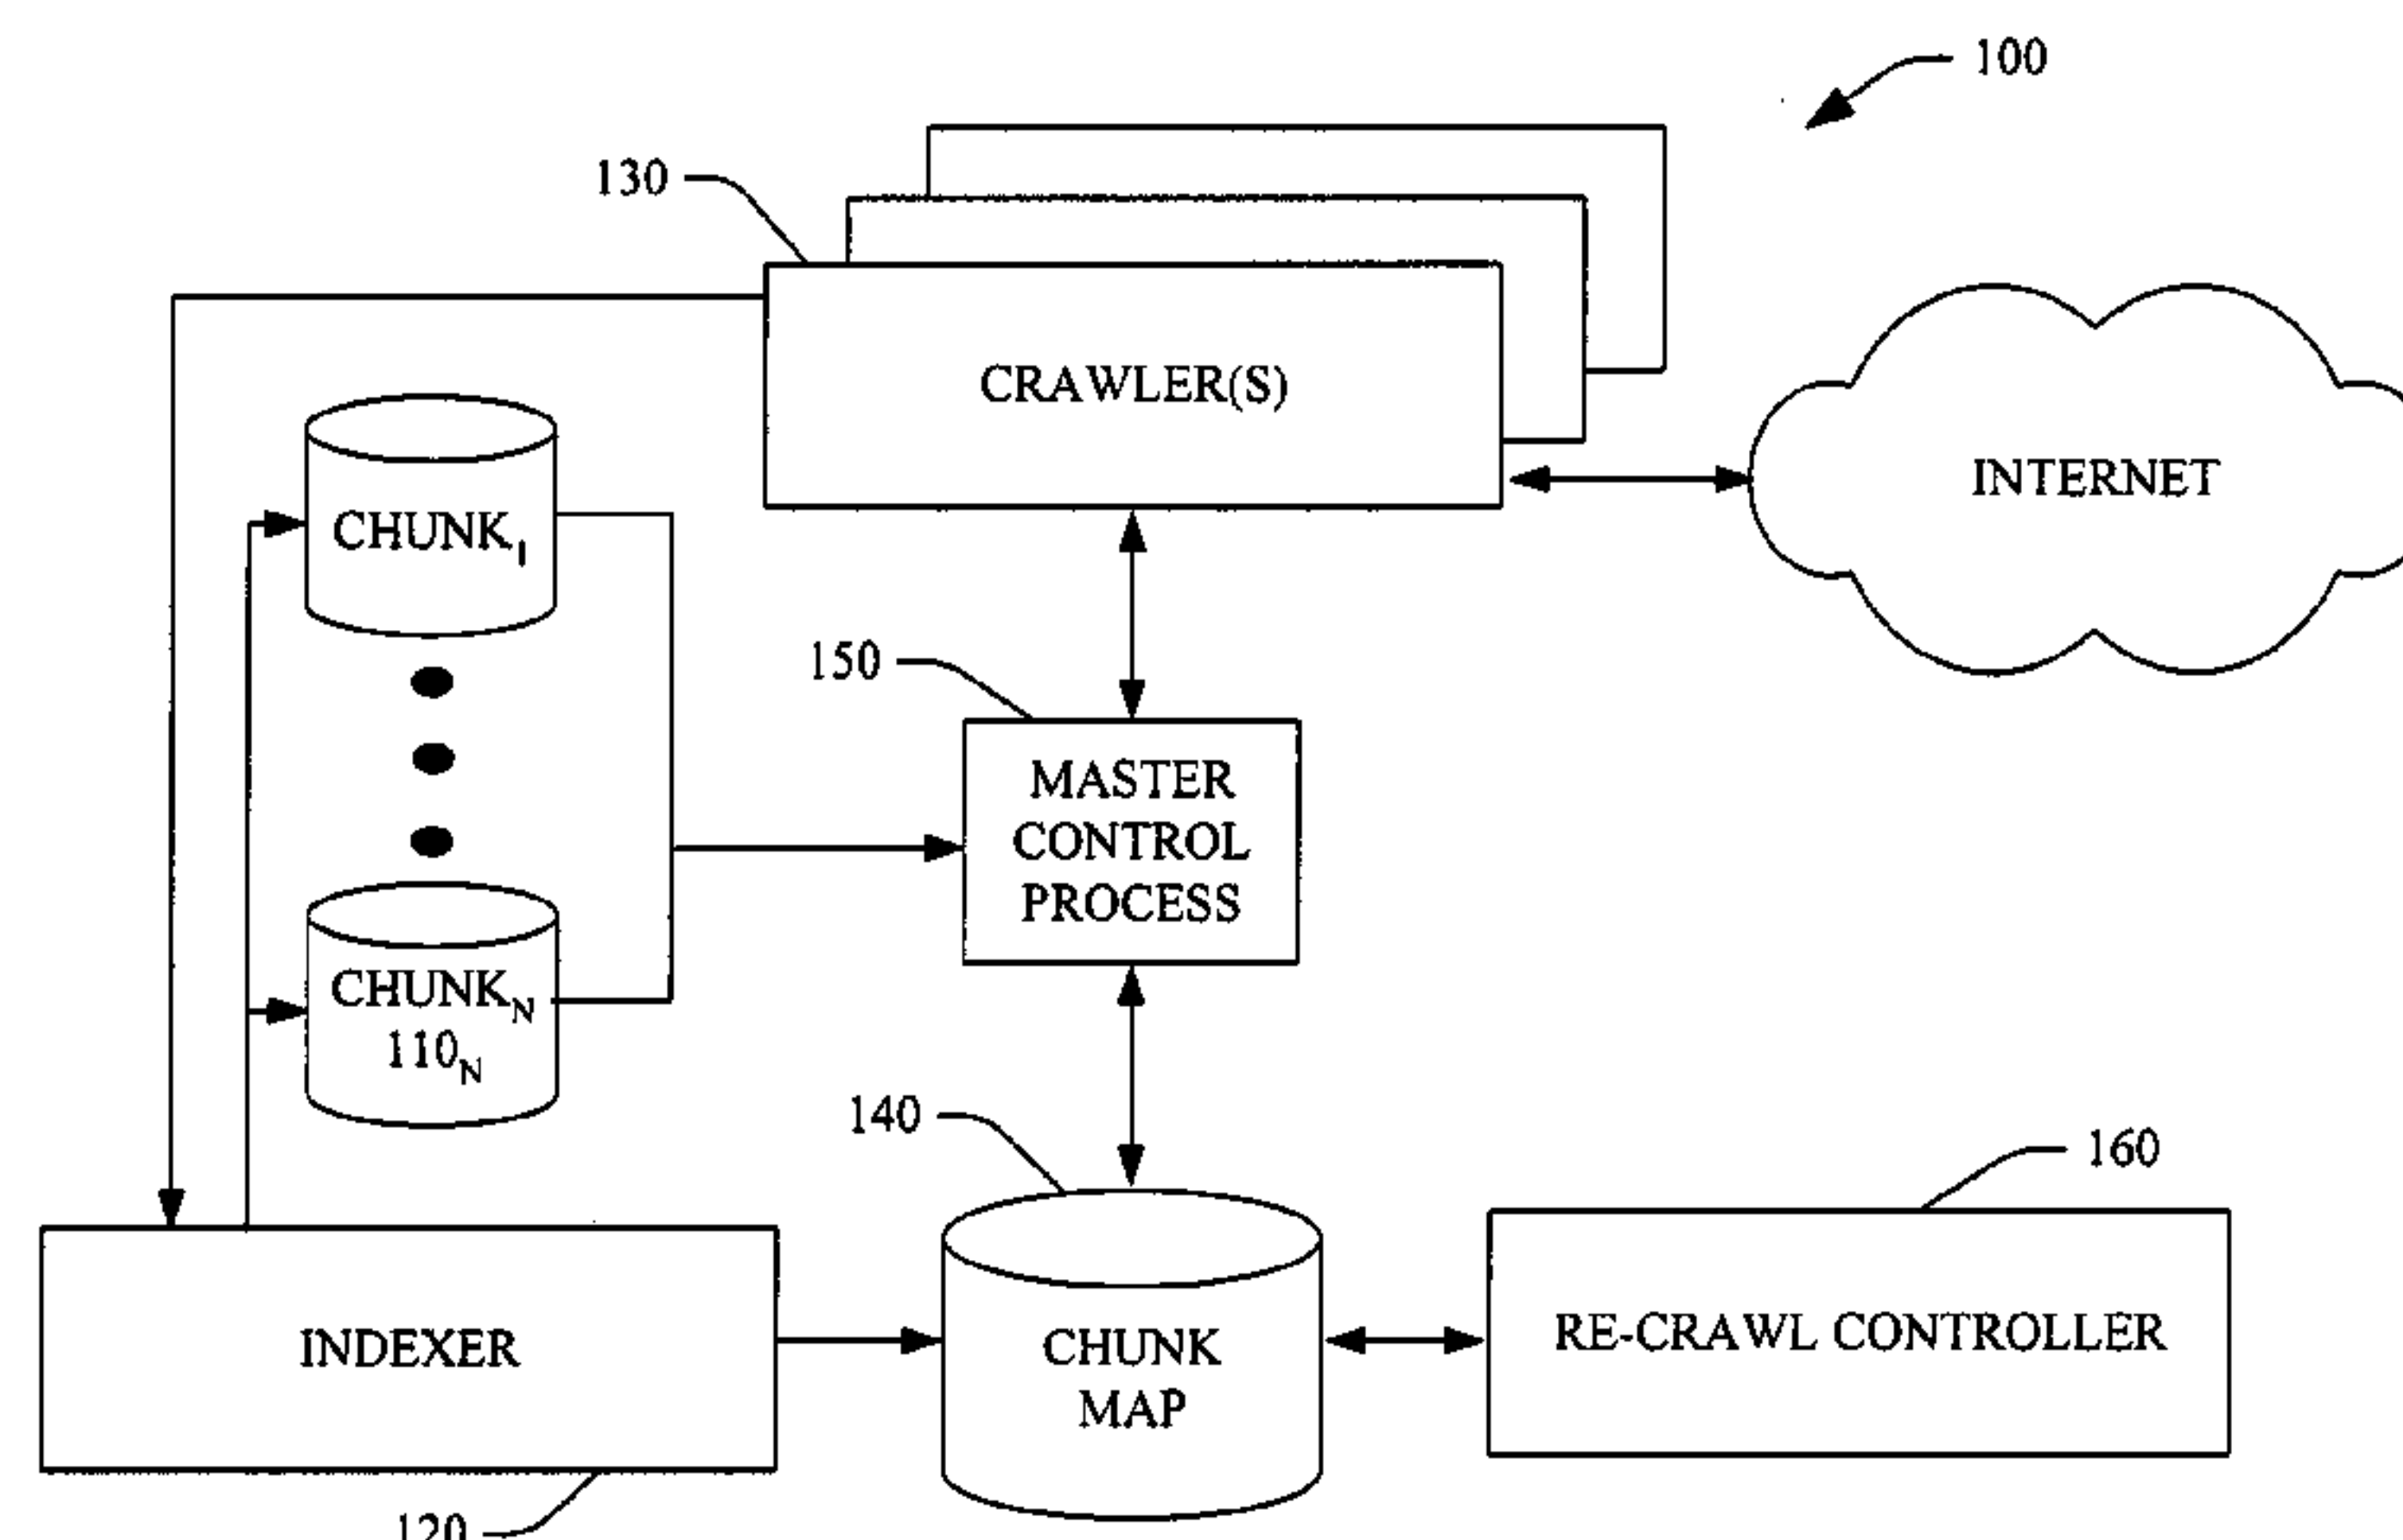 100
130
CRAWLER(S)
INTERNET
CHUNK1
150
MASTER
CONTROL
PROCESS
CHUNKN
110N
140
160
INDEXER
CHUNK
MAP
RE-CRAWL CONTROLLER
120